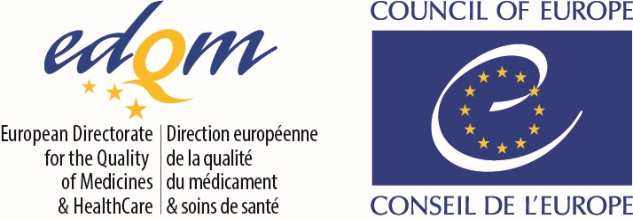 edQm
European Directorate
for the Quality
of Medicines
& HealthCare
Direction européenne
de la qualité
du médicament
& soins de santé
COUNCIL OF EUROPE
CONSEIL DE L'EUROPE